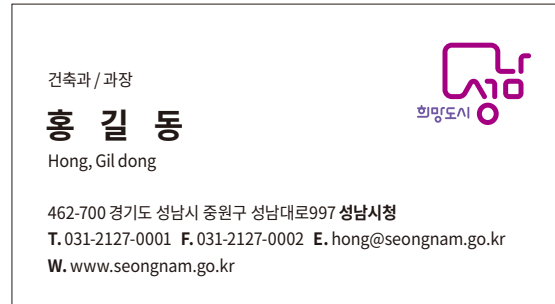 건축과 / 과장
홍 길 동
Hong, Gil dong
희망도시 성남
462-700 경기도 성남시 중원구 성남대로997 성남시청
T. 031-2127-0001 F. 031-2127-0002 E. hong@seongnam.go.kr
W. www.seongnam.go.kr